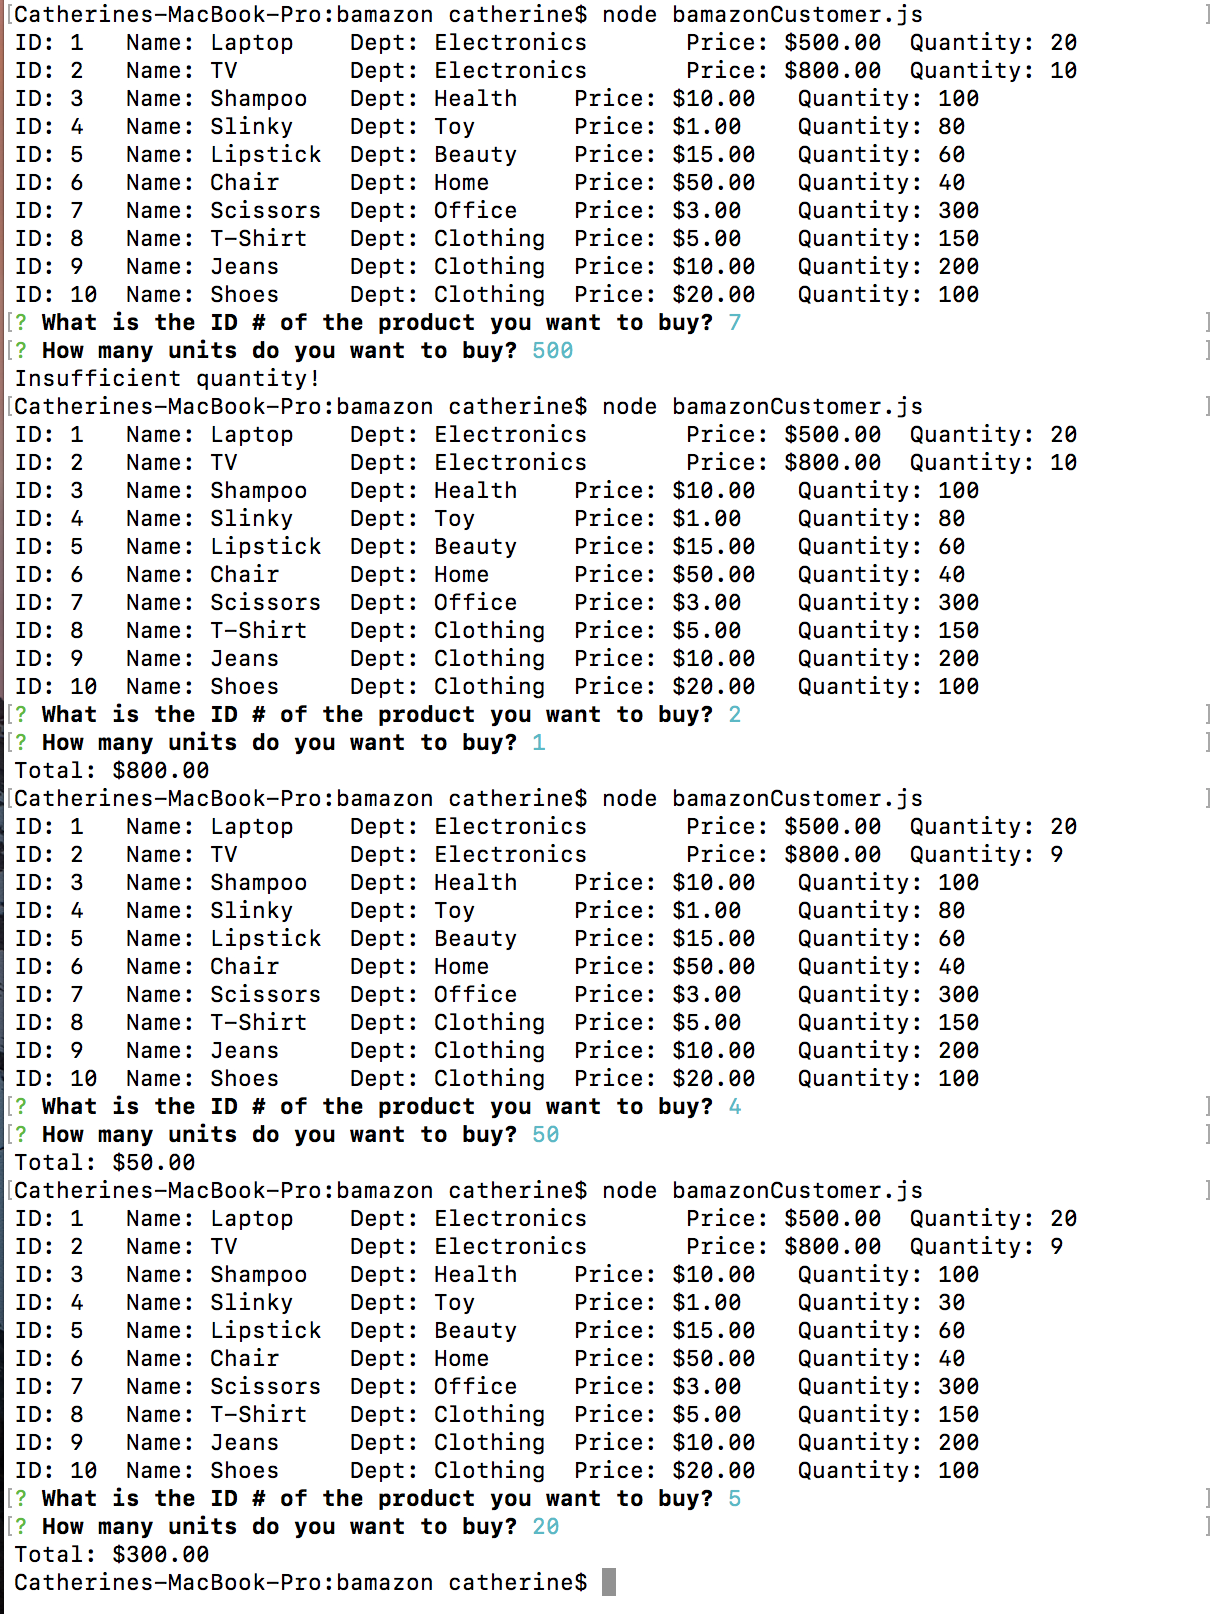 [Catherines-MacBook-Pro:bamazon catherine$ node bamazonCustomer.js ]
ID: 1   Name: Laptop    Dept: Electronics       Price: $500.00  Quantity: 20
ID: 2   Name: TV        Dept: Electronics       Price: $800.00  Quantity: 10
ID: 3   Name: Shampoo   Dept: Health    Price: $10.00   Quantity: 100
ID: 4   Name: Slinky    Dept: Toy       Price: $1.00    Quantity: 80
ID: 5   Name: Lipstick  Dept: Beauty    Price: $15.00   Quantity: 60
ID: 6   Name: Chair     Dept: Home      Price: $50.00   Quantity: 40
ID: 7   Name: Scissors  Dept: Office    Price: $3.00    Quantity: 300
ID: 8   Name: T-Shirt   Dept: Clothing  Price: $5.00    Quantity: 150
ID: 9   Name: Jeans     Dept: Clothing  Price: $10.00   Quantity: 200
ID: 10  Name: Shoes     Dept: Clothing  Price: $20.00   Quantity: 100
[? What is the ID # of the product you want to buy? 7 ]
[? How many units do you want to buy? 500 ]
Insufficient quantity!
[Catherines-MacBook-Pro:bamazon catherine$ node bamazonCustomer.js ]
ID: 1   Name: Laptop    Dept: Electronics       Price: $500.00  Quantity: 20
ID: 2   Name: TV        Dept: Electronics       Price: $800.00  Quantity: 10
ID: 3   Name: Shampoo   Dept: Health    Price: $10.00   Quantity: 100
ID: 4   Name: Slinky    Dept: Toy       Price: $1.00    Quantity: 80
ID: 5   Name: Lipstick  Dept: Beauty    Price: $15.00   Quantity: 60
ID: 6   Name: Chair     Dept: Home      Price: $50.00   Quantity: 40
ID: 7   Name: Scissors  Dept: Office    Price: $3.00    Quantity: 300
ID: 8   Name: T-Shirt   Dept: Clothing  Price: $5.00    Quantity: 150
ID: 9   Name: Jeans     Dept: Clothing  Price: $10.00   Quantity: 200
ID: 10  Name: Shoes     Dept: Clothing  Price: $20.00   Quantity: 100
[? What is the ID # of the product you want to buy? 2 ]
[? How many units do you want to buy? 1 ]
Total: $800.00
[Catherines-MacBook-Pro:bamazon catherine$ node bamazonCustomer.js ]
ID: 1   Name: Laptop    Dept: Electronics       Price: $500.00  Quantity: 20
ID: 2   Name: TV        Dept: Electronics       Price: $800.00  Quantity: 9
ID: 3   Name: Shampoo   Dept: Health    Price: $10.00   Quantity: 100
ID: 4   Name: Slinky    Dept: Toy       Price: $1.00    Quantity: 80
ID: 5   Name: Lipstick  Dept: Beauty    Price: $15.00   Quantity: 60
ID: 6   Name: Chair     Dept: Home      Price: $50.00   Quantity: 40
ID: 7   Name: Scissors  Dept: Office    Price: $3.00    Quantity: 300
ID: 8   Name: T-Shirt   Dept: Clothing  Price: $5.00    Quantity: 150
ID: 9   Name: Jeans     Dept: Clothing  Price: $10.00   Quantity: 200
ID: 10  Name: Shoes     Dept: Clothing  Price: $20.00   Quantity: 100
[? What is the ID # of the product you want to buy? 4 ]
[? How many units do you want to buy? 50 ]
Total: $50.00
[Catherines-MacBook-Pro:bamazon catherine$ node bamazonCustomer.js ]
ID: 1   Name: Laptop    Dept: Electronics       Price: $500.00  Quantity: 20
ID: 2   Name: TV        Dept: Electronics       Price: $800.00  Quantity: 9
ID: 3   Name: Shampoo   Dept: Health    Price: $10.00   Quantity: 100
ID: 4   Name: Slinky    Dept: Toy       Price: $1.00    Quantity: 30
ID: 5   Name: Lipstick  Dept: Beauty    Price: $15.00   Quantity: 60
ID: 6   Name: Chair     Dept: Home      Price: $50.00   Quantity: 40
ID: 7   Name: Scissors  Dept: Office    Price: $3.00    Quantity: 300
ID: 8   Name: T-Shirt   Dept: Clothing  Price: $5.00    Quantity: 150
ID: 9   Name: Jeans     Dept: Clothing  Price: $10.00   Quantity: 200
ID: 10  Name: Shoes     Dept: Clothing  Price: $20.00   Quantity: 100
[? What is the ID # of the product you want to buy? 5 ]
[? How many units do you want to buy? 20 ]
Total: $300.00
Catherines-MacBook-Pro:bamazon catherine$